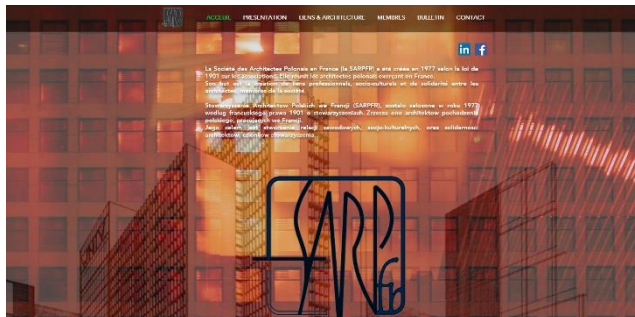 ACCEUIL PRESENTATION LIENS & ARCHITECTURE MEMBRES BULLETIN CONTACT
La Société des Architectes Polonais en France (la SARPFR) a été créée en 1977 selon la loi de
1901 sur les associations. Elle réunit les architectes polonais exerçant en France.
Son but est la création de liens professionnels, socio-culturels et de solidarité entre les
architectes, membres de la société.
Stowarzyszenie Architektów Polskich we Francji (SARPFR), zostało założone w roku 1977
według francuskiego prawa 1901 o stowarzyszeniach. Zrzesza ono architektów pochodzenia
polskiego, pracujących we Francji.
Jego celem jest stworzenie relacji zawodowych, socjo-kulturalnych, oraz solidarności
architektów, członków stowarzyszenia.
SARP
fr